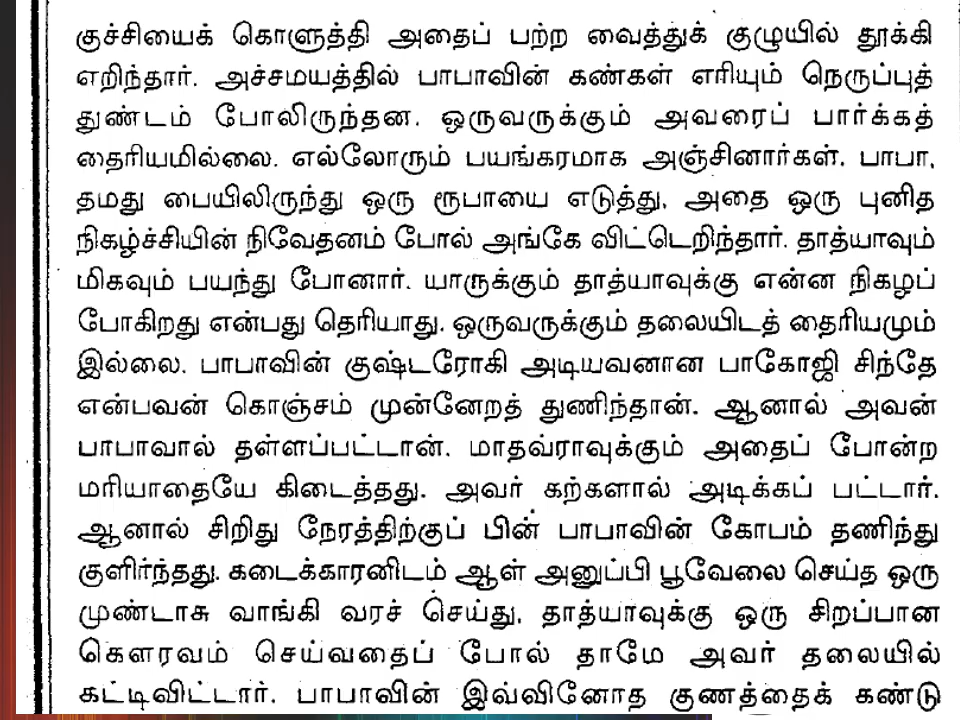 குச்சியைக் கொளுத்தி அதைப் பற்ற வைத்துக் குழுயில் தூக்கி
எறிந்தார். அச்சமயத்தில் பாபாவின் கண்கள் எரியும் நெருப்புத்
துண்டம் போலிருந்தன. ஒருவருக்கும் அவரைப் பார்க்கத்
தைரியமில்லை. எல்லோரும் பயங்கரமாக அஞ்சினார்கள். பாபா,
தமது பையிலிருந்து ஒரு ரூபாயை எடுத்து, அதை ஒரு புனித
நிகழ்ச்சியின் நிவேதனம் போல் அங்கே விட்டெறிந்தார். தாத்யாவும்
மிகவும் பயந்து போனார். யாருக்கும் தாத்யாவுக்கு என்ன நிகழப்
போகிறது என்பது தெரியாது. ஒருவருக்கும் தலையிடத் தைரியமும்
இல்லை. பாபாவின் குஷ்டரோகி அடியவனான பாகோஜி சிந்தே
என்பவன் கொஞ்சம் முன்னேறத் துணிந்தான். ஆனால் அவன்
பாபாவால் தள்ளப்பட்டான். மாதவ்ராவுக்கும் அதைப் போன்ற
மரியாதையே கிடைத்தது. அவர் கற்களால் அடிக்கப் பட்டார்.
ஆனால் சிறிது நேரத்திற்குப் பின் பாபாவின் கோபம் தணிந்து
குளிர்ந்தது. கடைக்காரனிடம் ஆள் அனுப்பி பூவேலை செய்த ஒரு
முண்டாசு வாங்கி வரச் செய்து, தாத்யாவுக்கு ஒரு சிறப்பான
கௌரவம் செய்வதைப் போல் தாமே அவர் தலையில்
கட்டிவிட்டார். பாபாவின் இவ்வினோத குணத்தைக் கண்டு